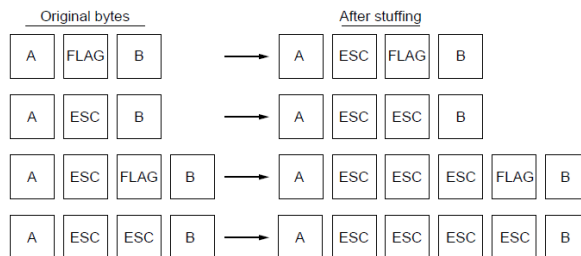 Original bytes After stuffing
A FLAG B A ESC FLAG B
A ESC B A ESC ESC B
A ESC FLAG B A ESC ESC ESC FLAG B
A ESC ESC B A ESC ESC ESC ESC B